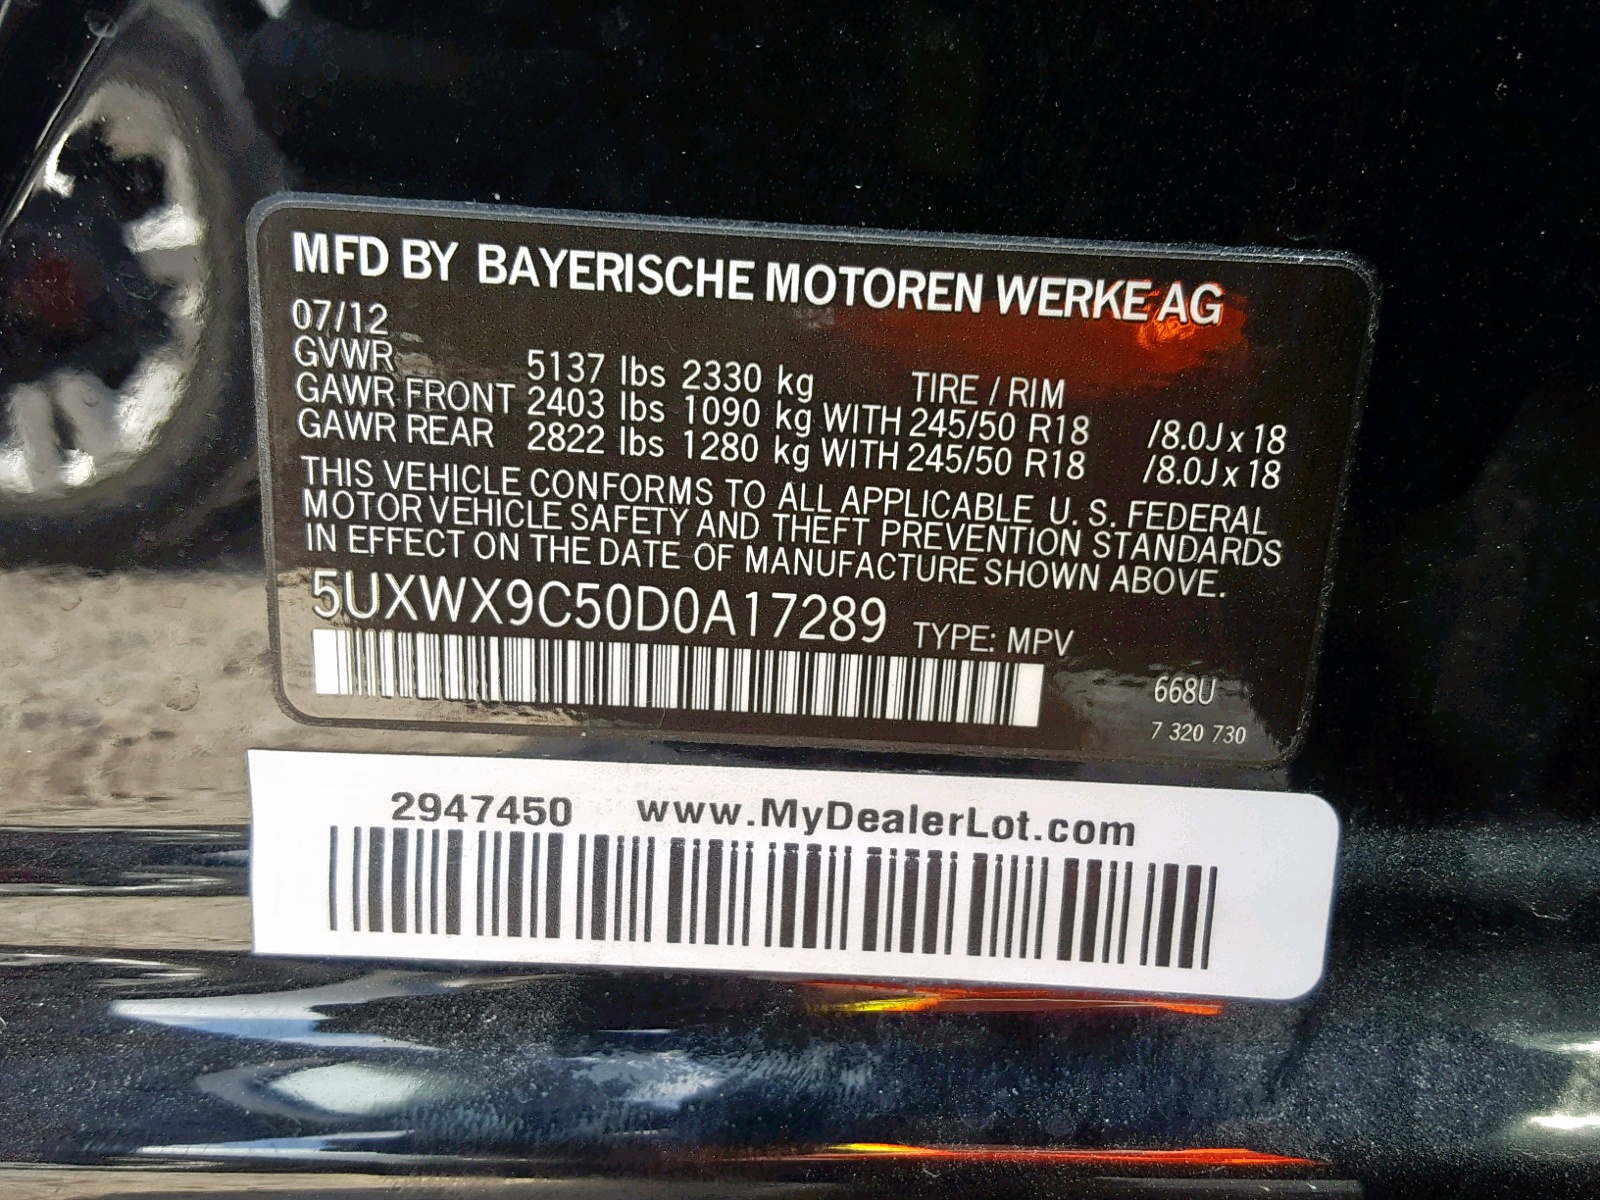 MFD BY BAYERISCHE MOTOREN WERKE AG
07/12
GVWR 5137 lbs 2330 kg TIRE / RIM
GAWR FRONT 2403 lbs 1090 kg WITH 245/50 R18 /8.0J x 18
GAWR REAR 2822 lbs 1280 kg WITH 245/50 R18 /8.0J x 18
THIS VEHICLE CONFORMS TO ALL APPLICABLE U. S. FEDERAL
MOTOR VEHICLE SAFETY AND THEFT PREVENTION STANDARDS
IN EFFECT ON THE DATE OF MANUFACTURE SHOWN ABOVE.
5UXWX9C50D0A17289 TYPE: MPV
668U
7 320 730
2947450 www.MyDealerLot.com